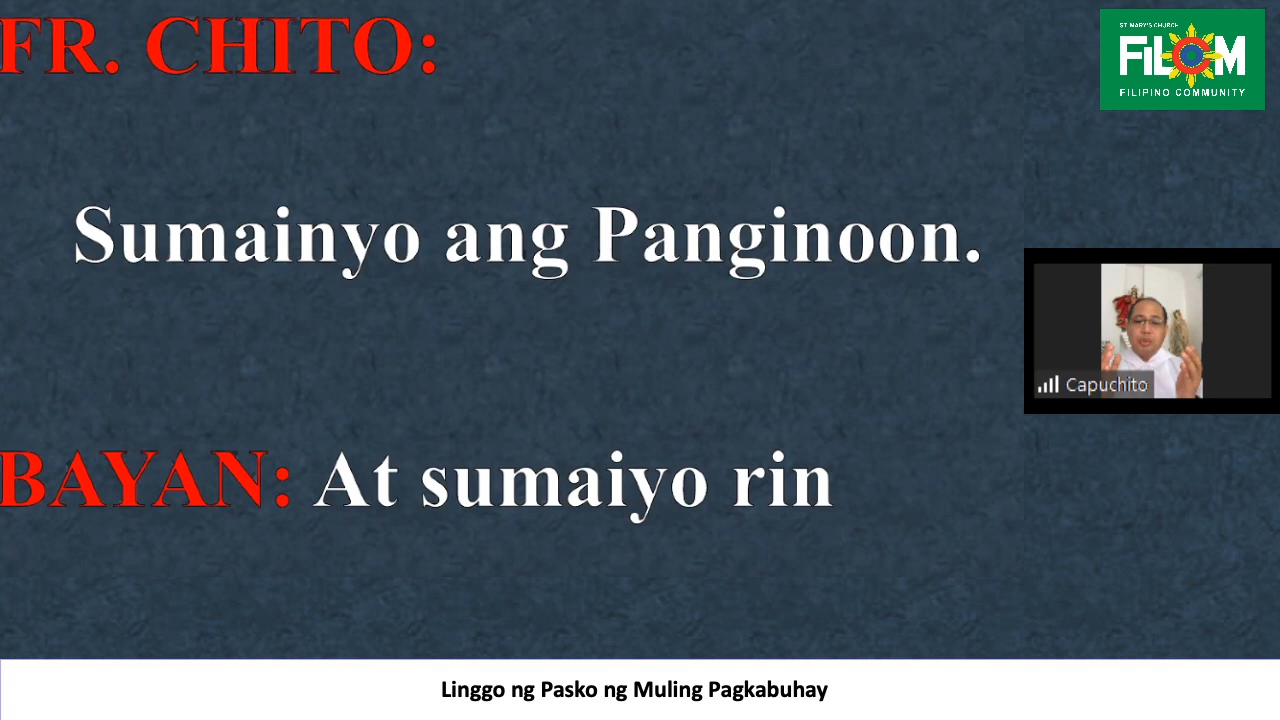 FR. CHITO:
ST MARY'S CHURCH
FILCOM
FILIPINO COMMUNITY
Sumainyo ang Panginoon.
Capuchito
BAYAN: At sumaiyo rin
Linggo ng Pasko ng Muling Pagkabuhay